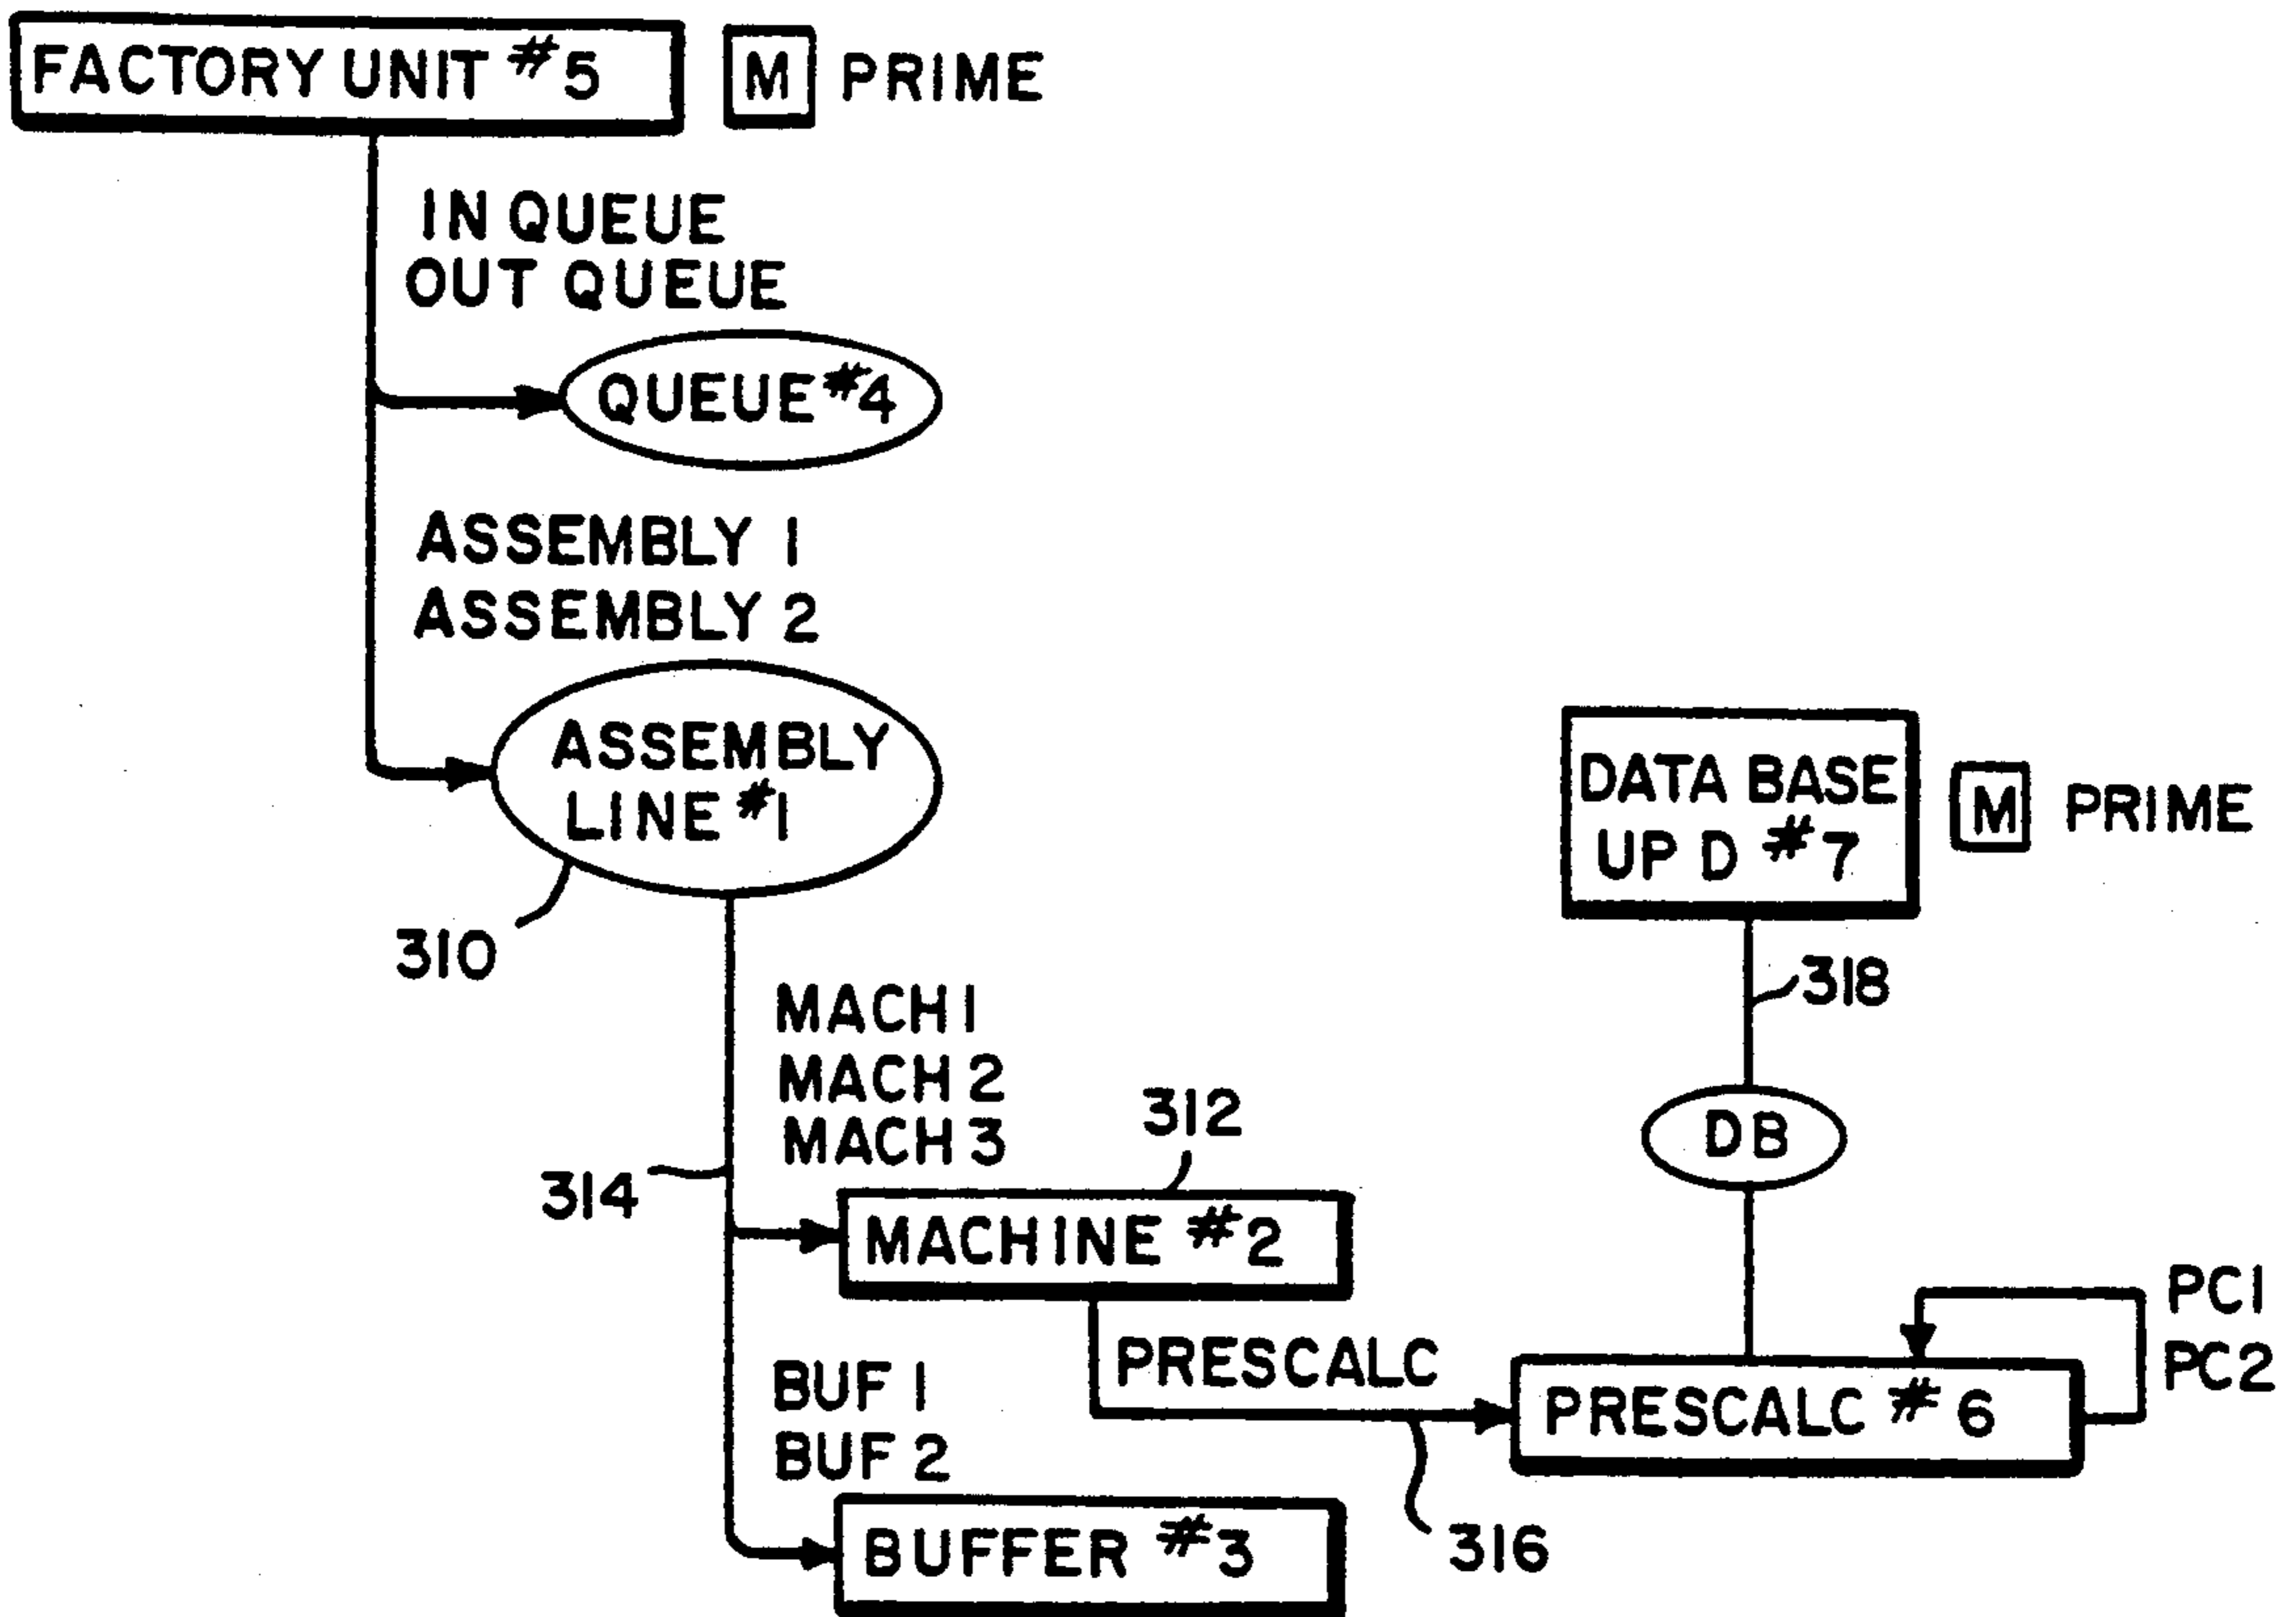 FACTORY UNIT #5
M PRIME
IN QUEUE
OUT QUEUE
QUEUE #4
ASSEMBLY 1
ASSEMBLY 2
ASSEMBLY
LINE #1
310
DATA BASE
UP D #7
M PRIME
318
DB
MACH 1
MACH 2
MACH 3
312
314
MACHINE #2
PRESCALC
PC1
PC2
PRESCALC # 6
316
BUF 1
BUF 2
BUFFER #3